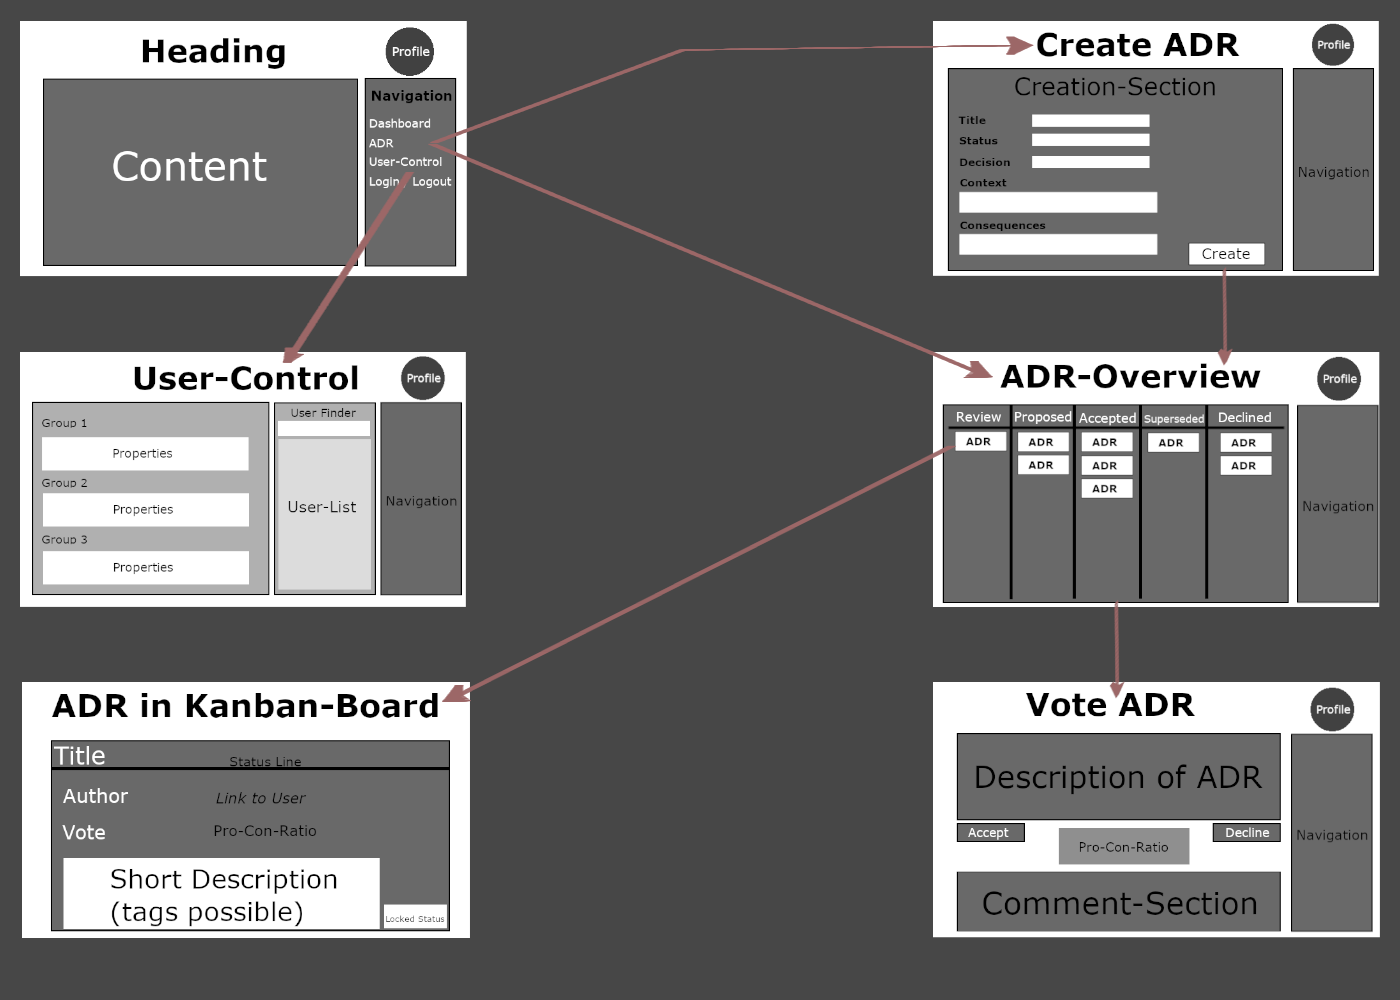 Heading
Profile
Content
Navigation
Dashboard
ADR
User-Control
Login
Logout
Create ADR
Profile
Creation-Section
Title
Status
Decision
Context
Consequences
Create
Navigation
User-Control
Profile
Group 1
Properties
Group 2
Properties
Group 3
Properties
User Finder
User-List
Navigation
ADR-Overview
Profile
Review Proposed Accepted Superseded Declined
ADR ADR ADR ADR ADR
ADR ADR ADR
ADR
Navigation
ADR in Kanban-Board
Title Status Line
Author Link to User
Vote Pro-Con-Ratio
Short Description
(tags possible)
Locked Status
Vote ADR
Profile
Description of ADR
Accept
Pro-Con-Ratio
Decline
Comment-Section
Navigation